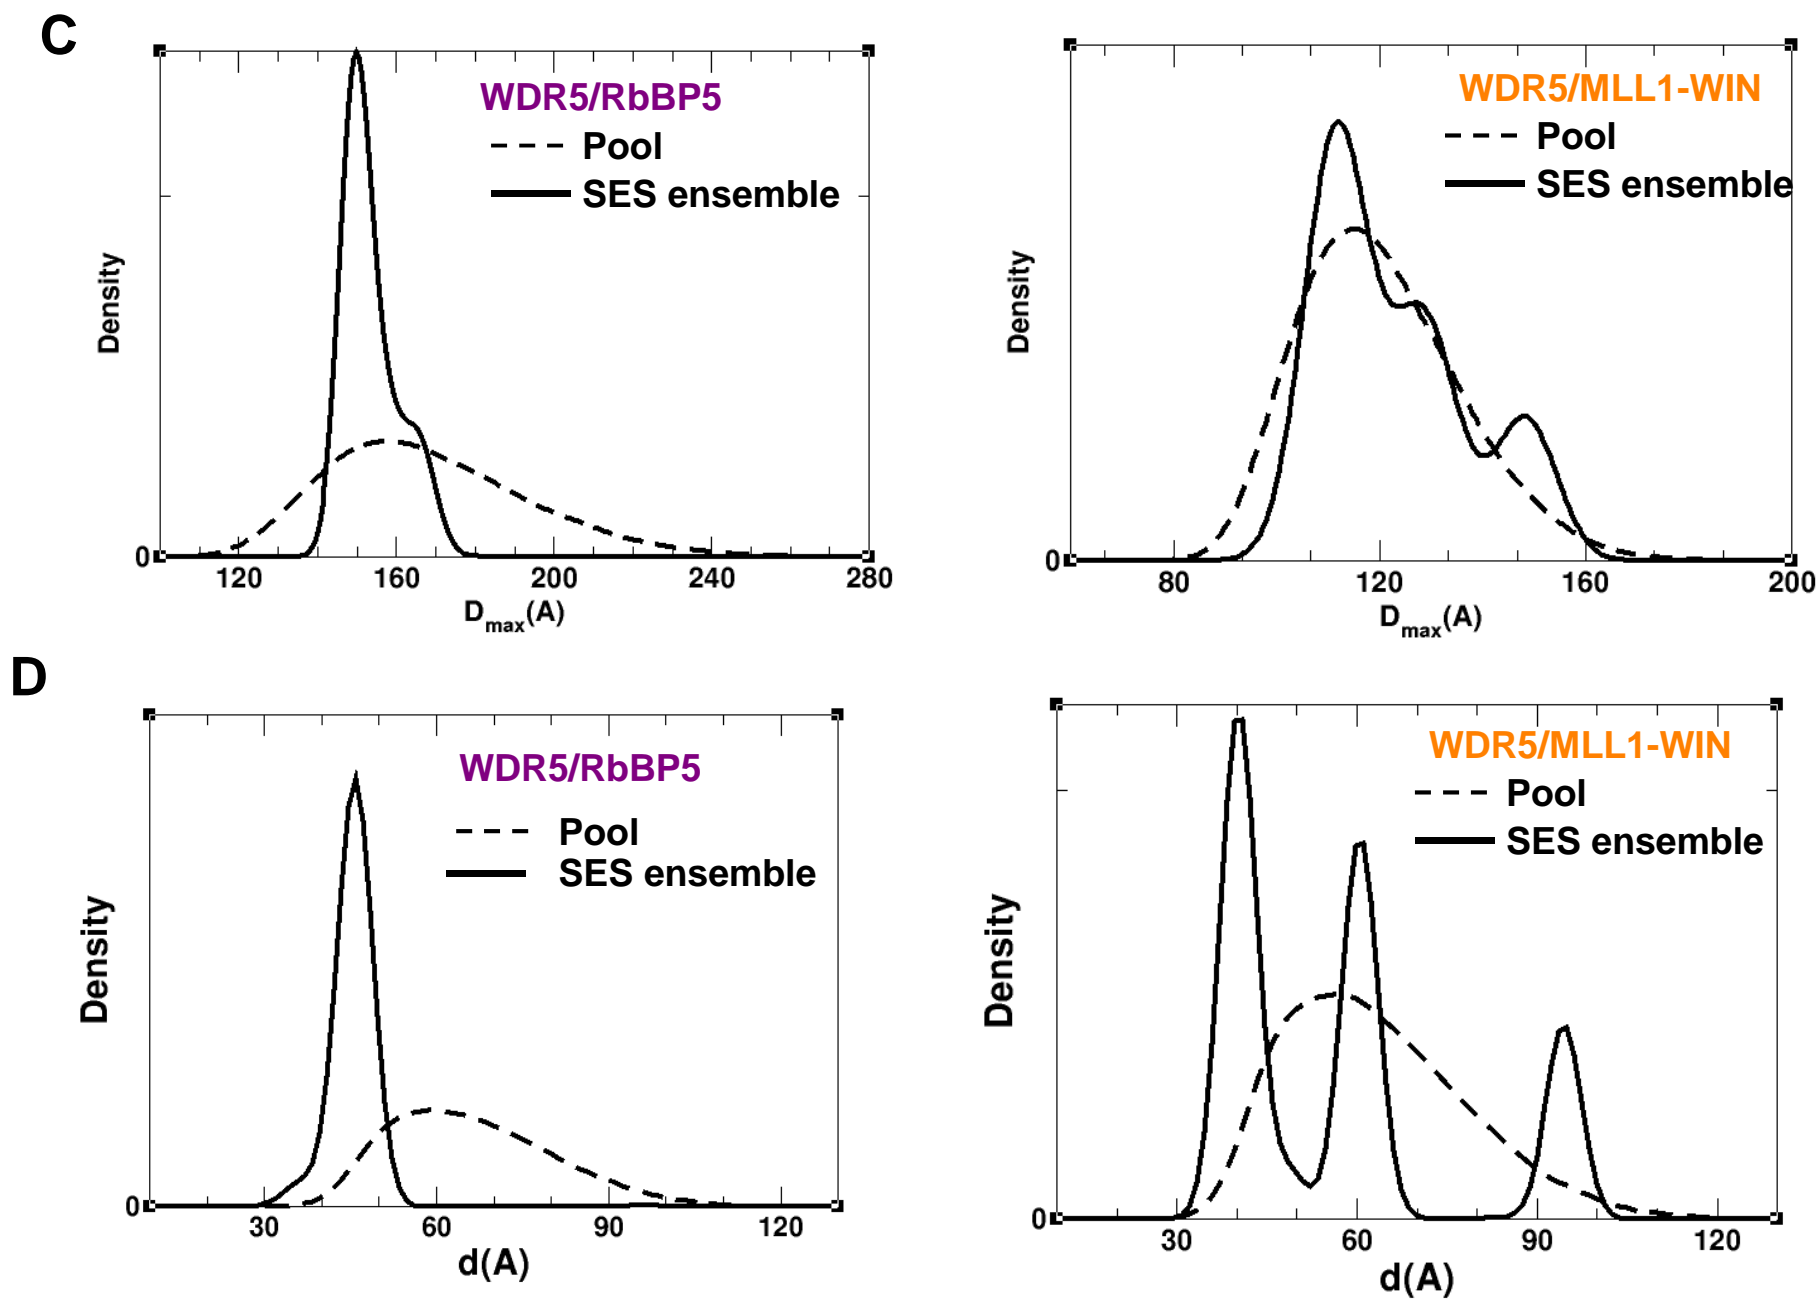 C
WDR5/RbBP5
Pool
SES ensemble
Density
0
120 160 200 240 280
Dmax(A)
WDR5/MLL1-WIN
Pool
SES ensemble
Density
0
80 120 160 200
Dmax(A)
D
WDR5/RbBP5
Pool
SES ensemble
Density
0
30 60 90 120
d(A)
WDR5/MLL1-WIN
Pool
SES ensemble
Density
0
30 60 90 120
d(A)